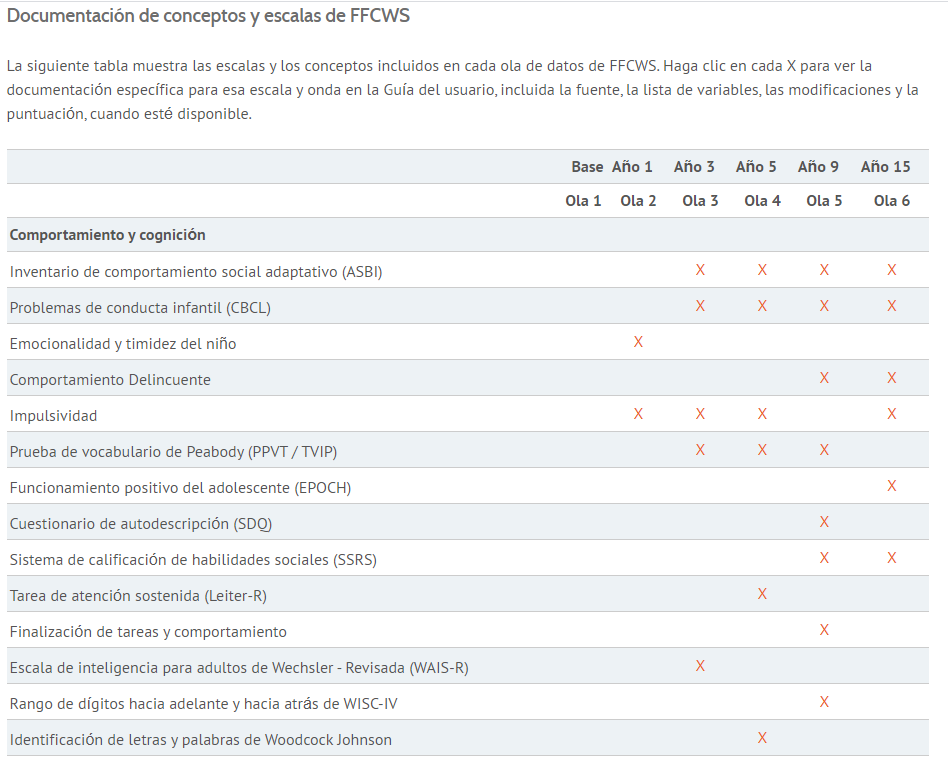 Documentación de conceptos y escalas de FFCWS
La siguiente tabla muestra las escalas y los conceptos incluidos en cada ola de datos de FFCWS. Haga clic en cada X para ver la
documentación específica para esa escala y onda en la Guía del usuario, incluida la fuente, la lista de variables, las modificaciones y la
puntuación, cuando esté disponible.
Base Año 1 Año 3 Año 5 Año 9 Año 15
Ola 1 Ola 2 Ola 3 Ola 4 Ola 5 Ola 6
Comportamiento y cognición
Inventario de comportamiento social adaptativo (ASBI) X X X X
Problemas de conducta infantil (CBCL) X X X X
Emocionalidad y timidez del niño X
Comportamiento Delincuente X X
Impulsividad X X X X
Prueba de vocabulario de Peabody (PPVT / TVIP) X X X
Funcionamiento positivo del adolescente (EPOCH) X
Cuestionario de autodescripción (SDQ) X
Sistema de calificación de habilidades sociales (SSRS) X X
Tarea de atención sostenida (Leiter-R) X
Finalización de tareas y comportamiento X
Escala de inteligencia para adultos de Wechsler - Revisada (WAIS-R) X
Rango de dígitos hacia adelante y hacia atrás de WISC-IV X
Identificación de letras y palabras de Woodcock Johnson X